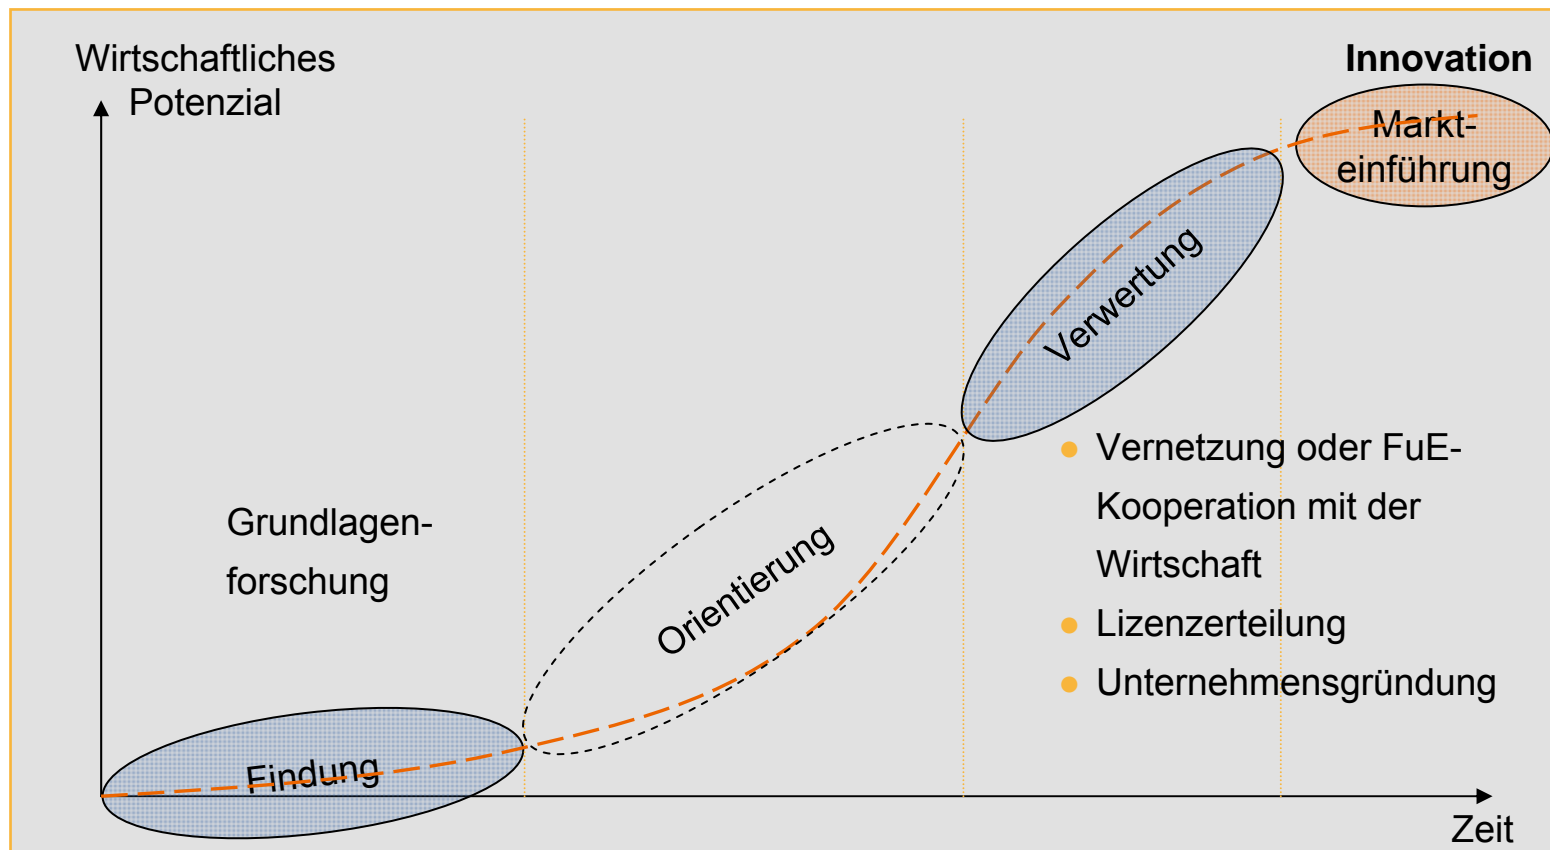 Wirtschaftliches
Potenzial
Innovation
Markt-
einführung
Verwertung
Orientierung
Grundlagen-
forschung
Findung
● Vernetzung oder FuE-
Kooperation mit der
Wirtschaft
● Lizenzerteilung
● Unternehmensgründung
Zeit